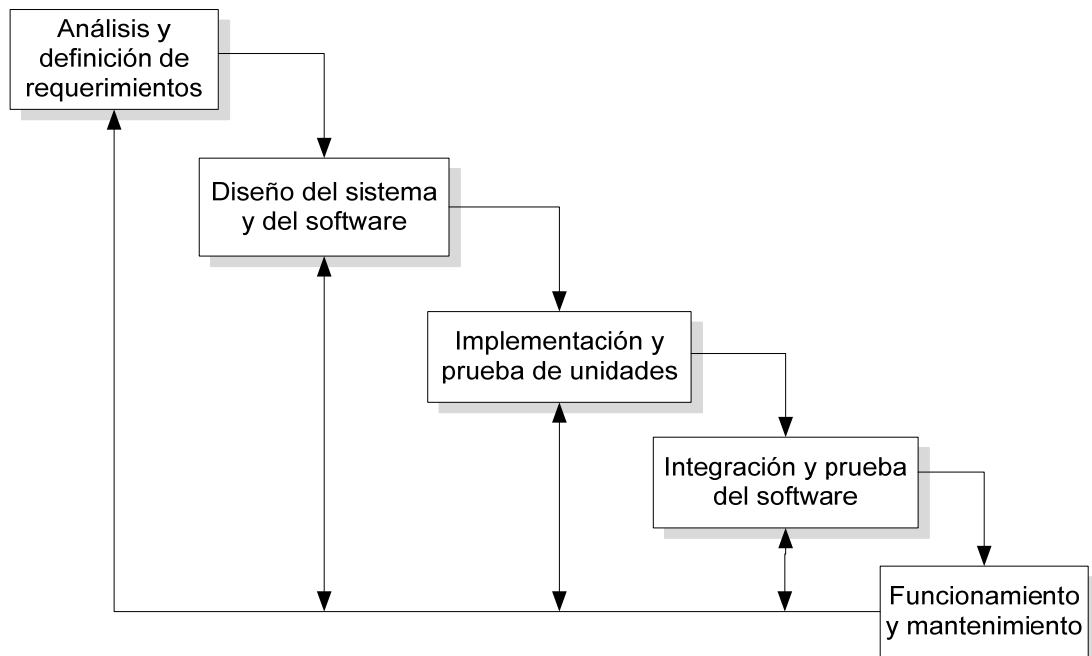 Análisis y
definición de
requerimientos
Diseño del sistema
y del software
Implementación y
prueba de unidades
Integración y prueba
del software
Funcionamiento
y mantenimiento